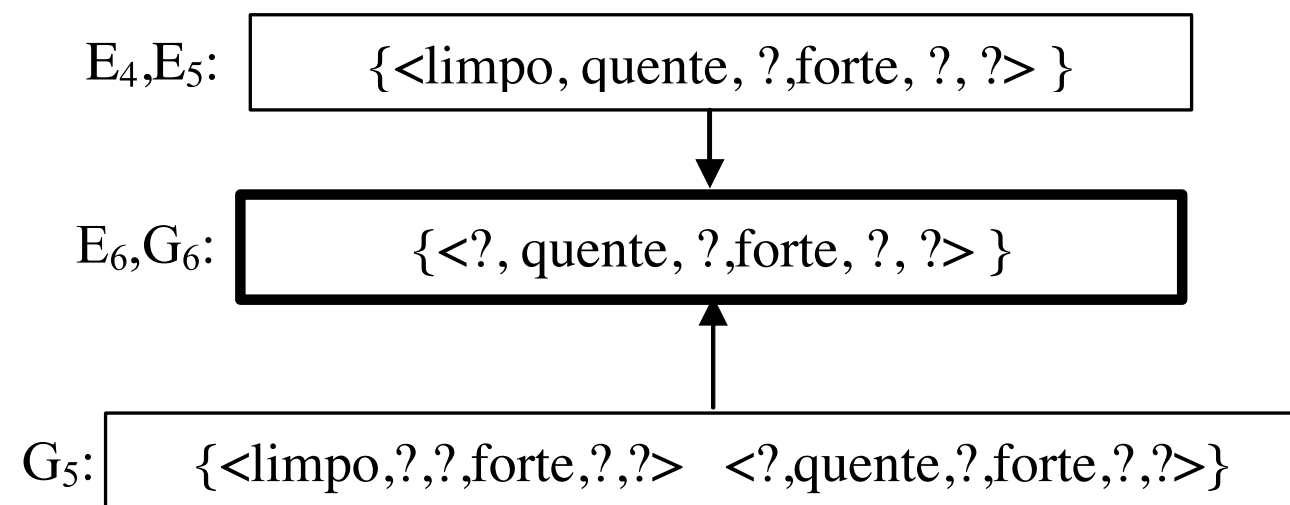 E₄,E₅: {<limpo, quente, ?,forte, ?, ?> }
E₆,G₆: {<?, quente, ?,forte, ?, ?> }
G₅: {<limpo,?,?,forte,?,?> <?,quente,?,forte,?,?>}